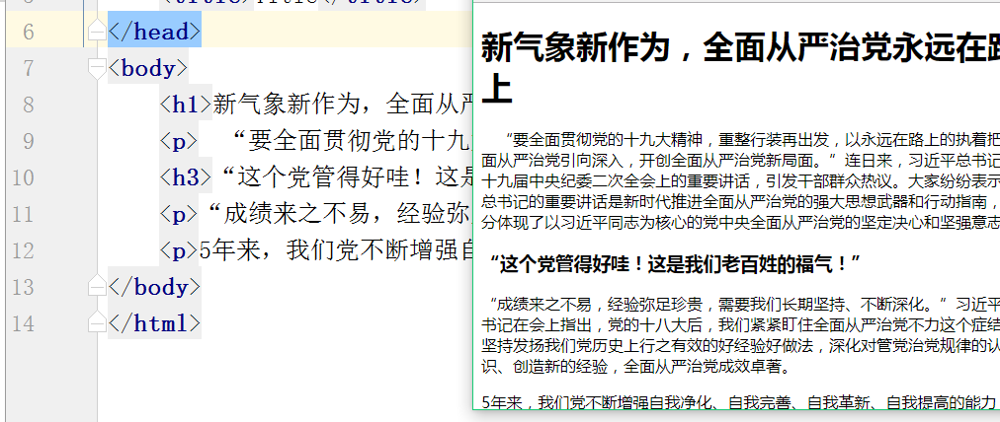 6 </head>
7 <body>
8 <h1>新气象新作为，全面从严
9 <p> “要全面贯彻党的十九
10 <h3>“这个党管得好哇！这是
11 <p>“成绩来之不易，经验弥
12 <p>5年来，我们党不断增强自
13 </body>
14 </html>
新气象新作为，全面从严治党永远在路
上
“要全面贯彻党的十九大精神，重整行装再出发，以永远在路上的执着把
面从严治党引向深入，开创全面从严治党新局面。”连日来，习近平总书记
十九届中央纪委二次全会上的重要讲话，引发干部群众热议。大家纷纷表示
总书记的重要讲话是新时代推进全面从严治党的强大思想武器和行动指南，
分体现了以习近平同志为核心的党中央全面从严治党的坚定决心和坚强意志
“这个党管得好哇！这是我们老百姓的福气！”
“成绩来之不易，经验弥足珍贵，需要我们长期坚持、不断深化。”习近平
书记在会上指出，党的十八大后，我们紧紧盯住全面从严治党不力这个症结
坚持发扬我们党历史上行之有效的好经验好做法，深化对管党治党规律的认
识、创造新的经验，全面从严治党成效卓著。
5年来，我们党不断增强自我净化、自我完善、自我革新、自我提高的能力